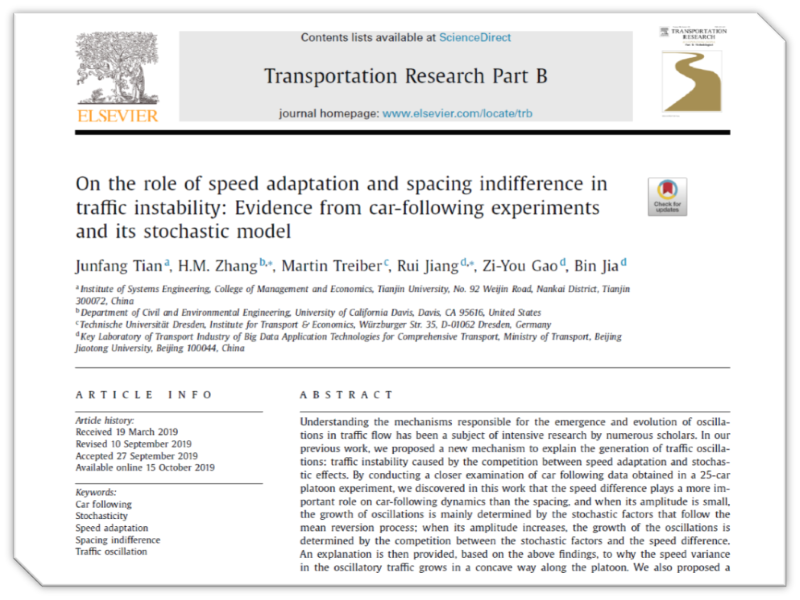 Contents lists available at ScienceDirect
Transportation Research Part B
journal homepage: www.elsevier.com/locate/trb
ELSEVIER
TRANSPORTATION
RESEARCH
Check for
updates
On the role of speed adaptation and spacing indifference in
traffic instability: Evidence from car-following experiments
and its stochastic model
Junfang Tian a, H.M. Zhang b,*, Martin Treiber c, Rui Jiang d,*, Zi-You Gao d, Bin Jia d
a Institute of Systems Engineering, College of Management and Economics, Tianjin University, No. 92 Weijin Road, Nankai District, Tianjin
300072, China
b Department of Civil and Environmental Engineering, University of California Davis, Davis, CA 95616, United States
c Technische Universität Dresden, Institute for Transport & Economics, Würzburger Str. 35, D-01062 Dresden, Germany
d Key Laboratory of Transport Industry of Big Data Application Technologies for Comprehensive Transport, Ministry of Transport, Beijing
Jiaotong University, Beijing 100044, China
ARTICLE INFO
Article history:
Received 19 March 2019
Revised 10 September 2019
Accepted 27 September 2019
Available online 15 October 2019
Keywords:
Car following
Stochasticity
Speed adaptation
Spacing indifference
Traffic oscillation
ABSTRACT
Understanding the mechanisms responsible for the emergence and evolution of oscilla-
tions in traffic flow has been a subject of intensive research by numerous scholars. In our
previous work, we proposed a new mechanism to explain the generation of traffic oscilla-
tions: traffic instability caused by the competition between speed adaptation and stochas-
tic effects. By conducting a closer examination of car following data obtained in a 25-car
platoon experiment, we discovered in this work that the speed difference plays a more im-
portant role on car-following dynamics than the spacing, and when its amplitude is small,
the growth of oscillations is mainly determined by the stochastic factors that follow the
mean reversion process; when its amplitude increases, the growth of the oscillations is
determined by the competition between the stochastic factors and the speed difference.
An explanation is then provided, based on the above findings, to why the speed variance
in the oscillatory traffic grows in a concave way along the platoon. We also proposed a